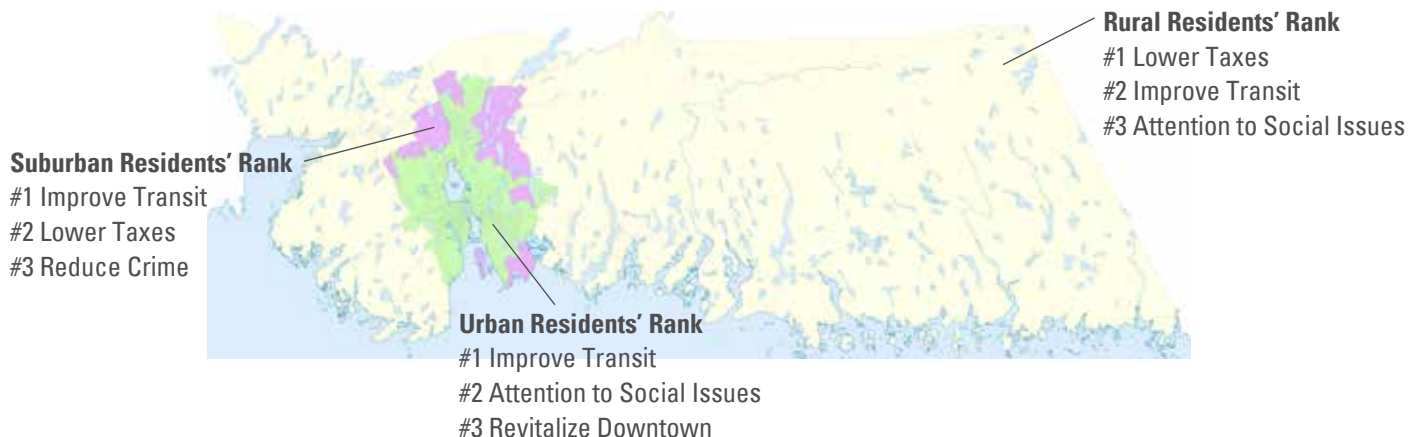 Rural Residents’ Rank
#1 Lower Taxes
#2 Improve Transit
#3 Attention to Social Issues
Suburban Residents’ Rank
#1 Improve Transit
#2 Lower Taxes
#3 Reduce Crime
Urban Residents’ Rank
#1 Improve Transit
#2 Attention to Social Issues
#3 Revitalize Downtown